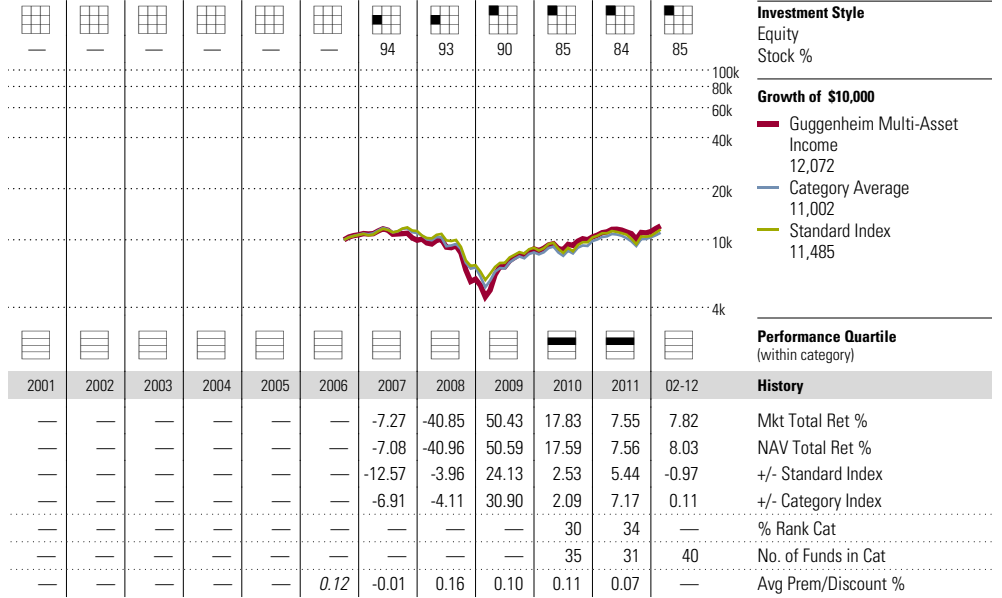 Investment Style
Equity
— — — — — — 94 93 90 85 84 85 Stock %
100k
80k
60k
40k
20k
10k
4k
Growth of $10,000
Guggenheim Multi-Asset
Income
12,072
Category Average
11,002
Standard Index
11,485
Performance Quartile
(within category)
2001 2002 2003 2004 2005 2006 2007 2008 2009 2010 2011 02-12 History
— — — — — — -7.27 -40.85 50.43 17.83 7.55 7.82 Mkt Total Ret %
— — — — — — -7.08 -40.96 50.59 17.59 7.56 8.03 NAV Total Ret %
— — — — — — -12.57 -3.96 24.13 2.53 5.44 -0.97 +/- Standard Index
— — — — — — -6.91 -4.11 30.90 2.09 7.17 0.11 +/- Category Index
— — — — — — — — — 30 34 — % Rank Cat
— — — — — — — — — 35 31 40 No. of Funds in Cat
— — — — — 0.12 -0.01 0.16 0.10 0.11 0.07 — Avg Prem/Discount %